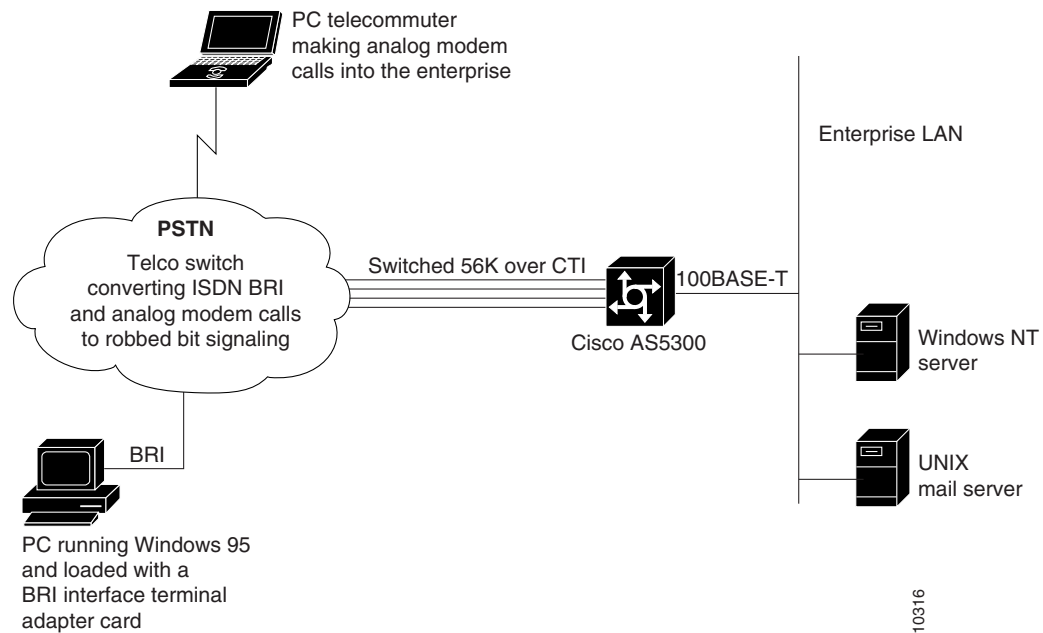 PC telecommuter
making analog modem
calls into the enterprise
Enterprise LAN
PSTN
Telco switch
converting ISDN BRI
and analog modem calls
to robbed bit signaling
Switched 56K over CTI
100BASE-T
Cisco AS5300
Windows NT
server
BRI
UNIX
mail server
PC running Windows 95
and loaded with a
BRI interface terminal
adapter card
10316